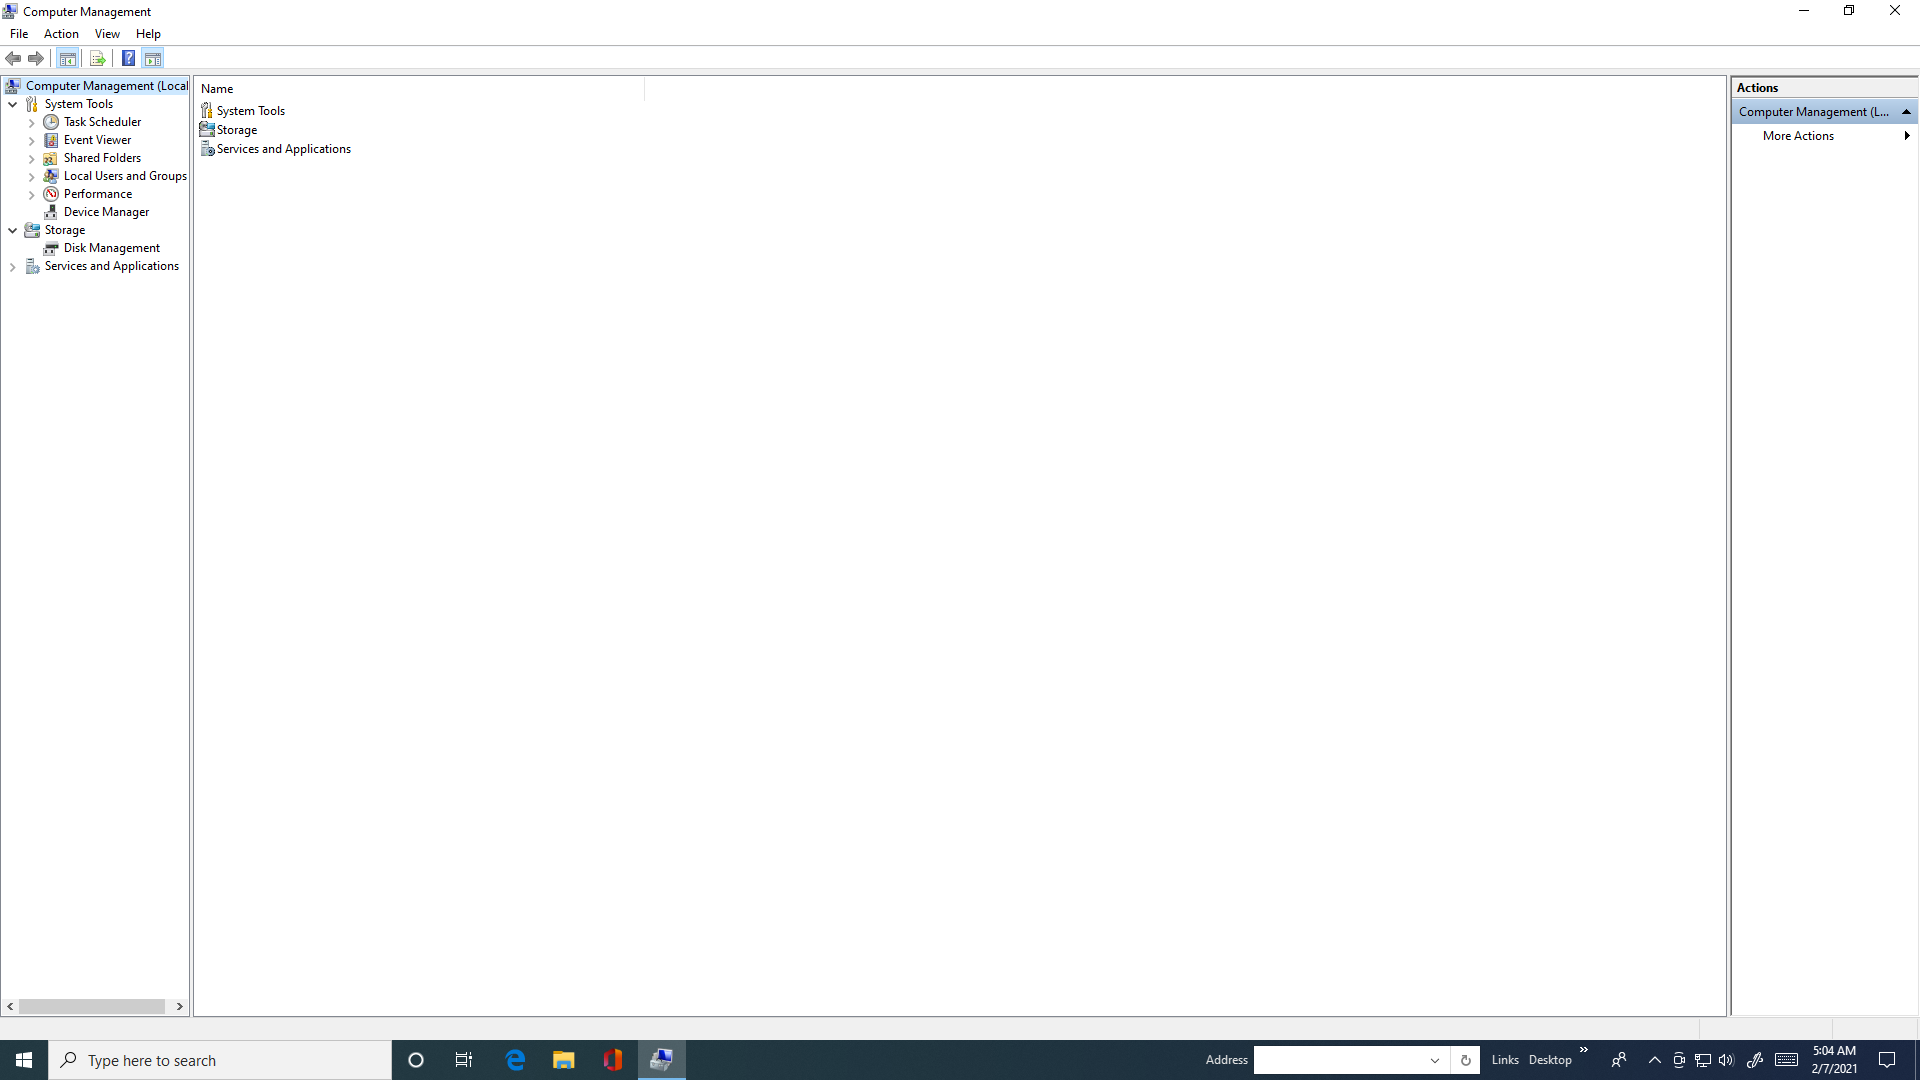 Computer Management
File Action View Help
Computer Management (Local
System Tools
Task Scheduler
Event Viewer
Shared Folders
Local Users and Groups
Performance
Device Manager
Storage
Disk Management
Services and Applications
Name
System Tools
Storage
Services and Applications
Actions
Computer Management (L...
More Actions
Type here to search
Address
Links Desktop
5:04 AM
2/7/2021